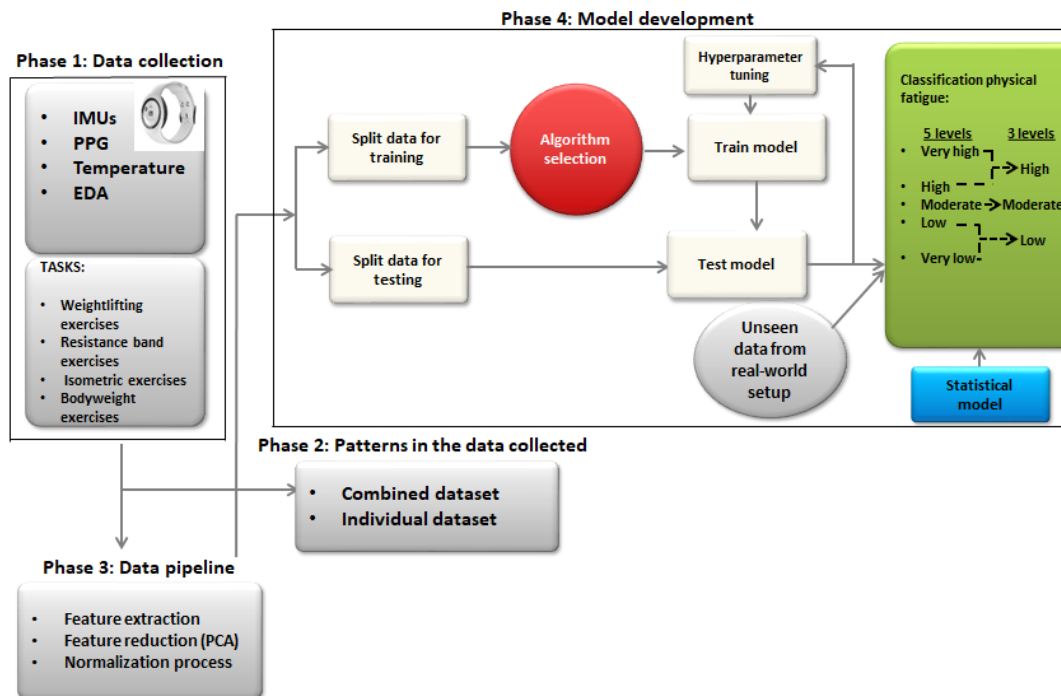 Phase 1: Data collection
• IMUs
• PPG
• Temperature
• EDA
TASKS:
• Weightlifting
exercises
• Resistance band
exercises
• Isometric exercises
• Bodyweight
exercises
Phase 2: Patterns in the data collected
• Combined dataset
• Individual dataset
Phase 3: Data pipeline
• Feature extraction
• Feature reduction (PCA)
• Normalization process
Phase 4: Model development
Split data for
training
Split data for
testing
Algorithm
selection
Hyperparameter
tuning
Train model
Test model
Unseen
data from
real-world
setup
Classification physical
fatigue:
5 levels 3 levels
• Very high
High
• High
• Moderate Moderate
• Low
Low
• Very low
Statistical
model